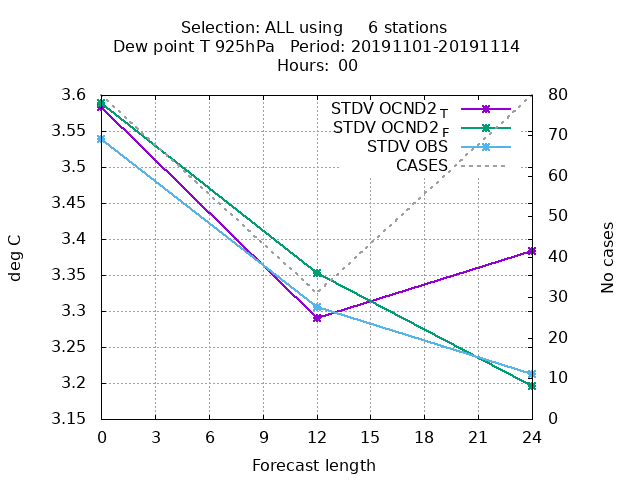 Selection: ALL using     6 stations
Dew point T 925hPa   Period: 20191101-20191114
Hours: 00
deg C
3.6
3.55
3.5
3.45
3.4
3.35
3.3
3.25
3.2
3.15
STDV OCND2 T
STDV OCND2 F
STDV OBS
CASES
80
70
60
50
40
30
20
10
0
No cases
0 3 6 9 12 15 18 21 24
Forecast length